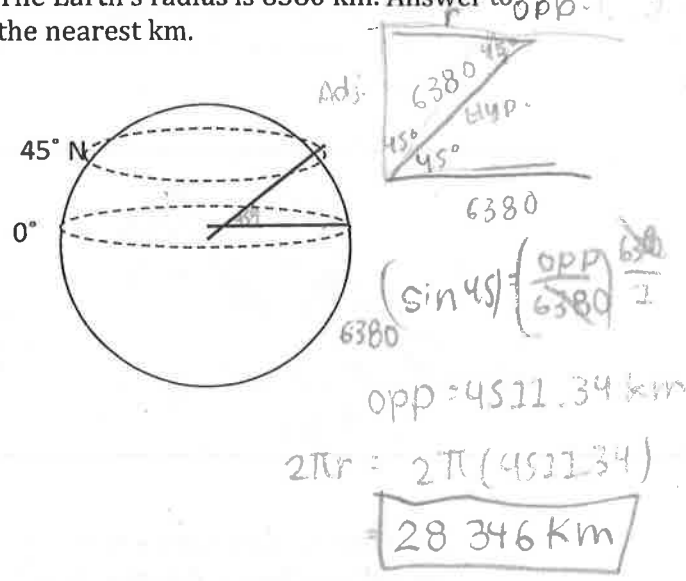 The Earth's radius is 6380 km. Answer to
the nearest km.
r opp.
45°
Adj.
6380
Hyp.
45°
45°
6380
45° N
45°
0°
6380 (sin 45) = (opp/6380) 6380/1
opp = 4511.34 km
2πr = 2π(4511.34)
= 28 346 Km